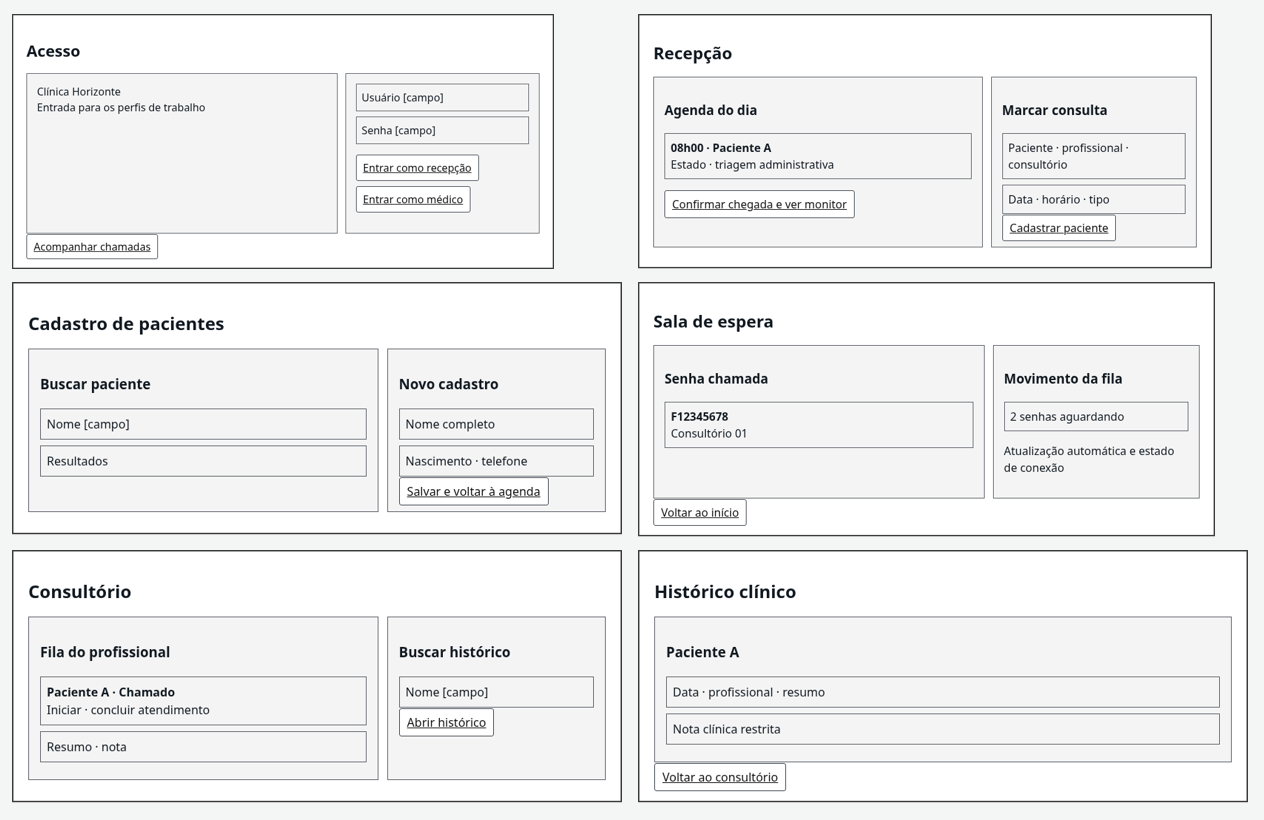 Acesso
Clínica Horizonte
Entrada para os perfis de trabalho
Usuário [campo]
Senha [campo]
Entrar como recepção
Entrar como médico
Acompanhar chamadas
Recepção
Agenda do dia
08h00 · Paciente A
Estado · triagem administrativa
Confirmar chegada e ver monitor
Marcar consulta
Paciente · profissional ·
consultório
Data · horário · tipo
Cadastrar paciente
Cadastro de pacientes
Buscar paciente
Nome [campo]
Resultados
Novo cadastro
Nome completo
Nascimento · telefone
Salvar e voltar à agenda
Sala de espera
Senha chamada
F12345678
Consultório 01
Movimento da fila
2 senhas aguardando
Atualização automática e estado
de conexão
Voltar ao início
Consultório
Fila do profissional
Paciente A · Chamado
Iniciar · concluir atendimento
Resumo · nota
Buscar histórico
Nome [campo]
Abrir histórico
Histórico clínico
Paciente A
Data · profissional · resumo
Nota clínica restrita
Voltar ao consultório